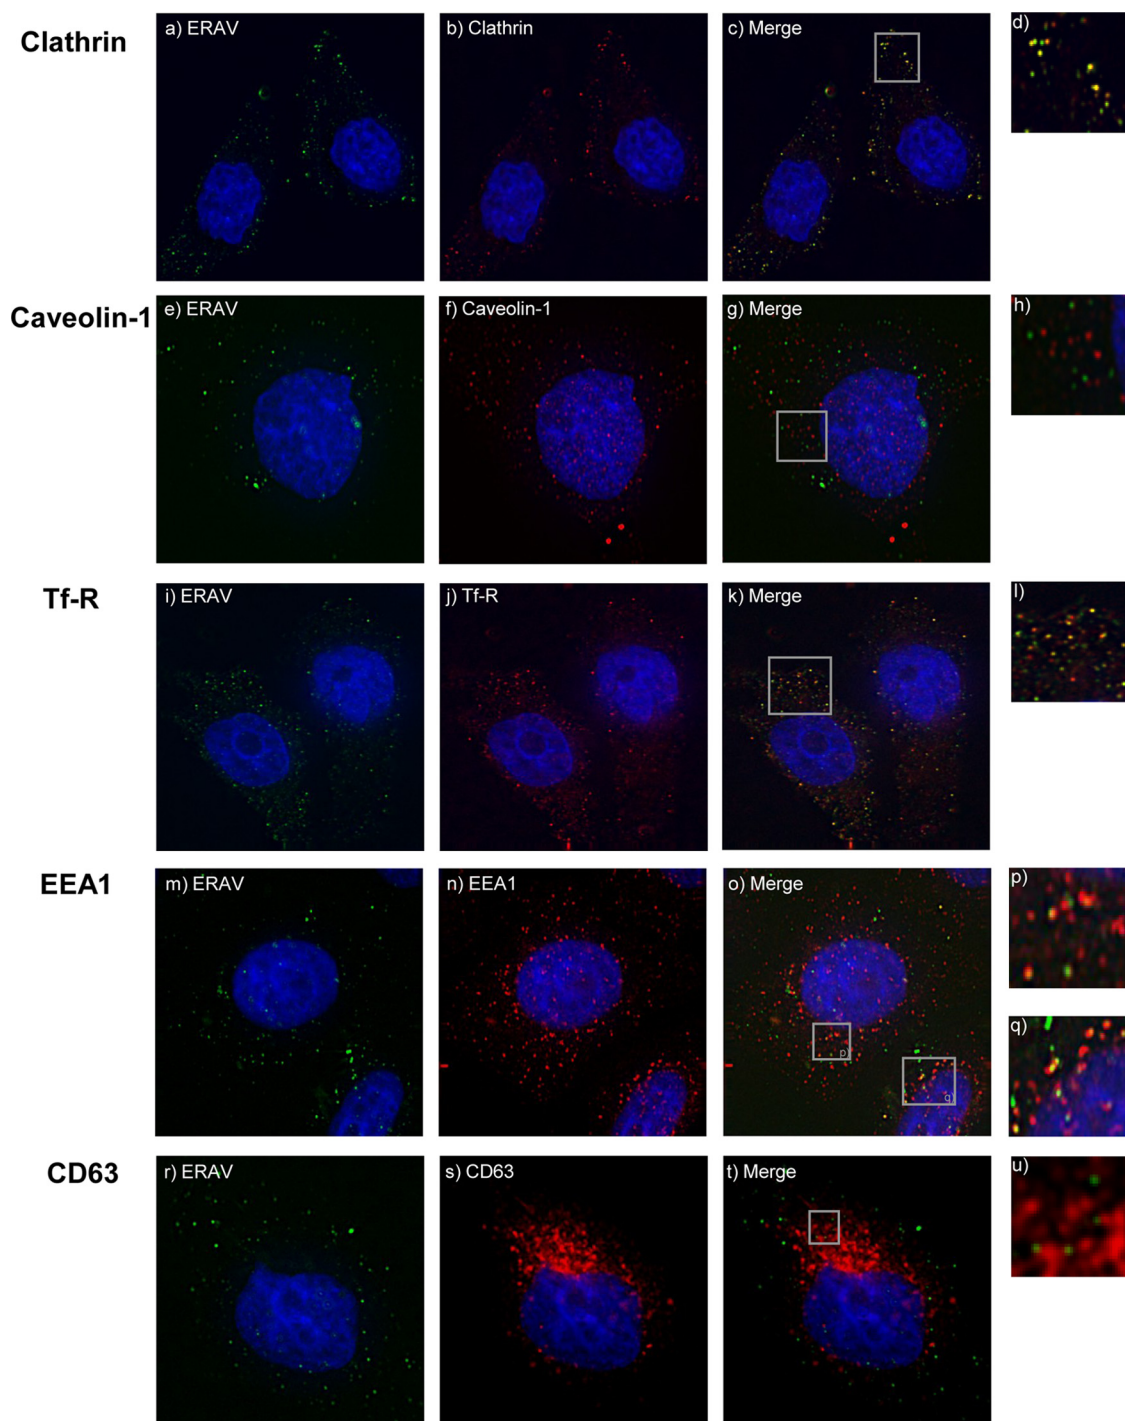 Clathrin
a) ERAV
b) Clathrin
c) Merge
d)
Caveolin-1
e) ERAV
f) Caveolin-1
g) Merge
h)
Tf-R
i) ERAV
j) Tf-R
k) Merge
l)
EEA1
m) ERAV
n) EEA1
o) Merge
p)
q)
p)
q)
CD63
r) ERAV
s) CD63
t) Merge
u)